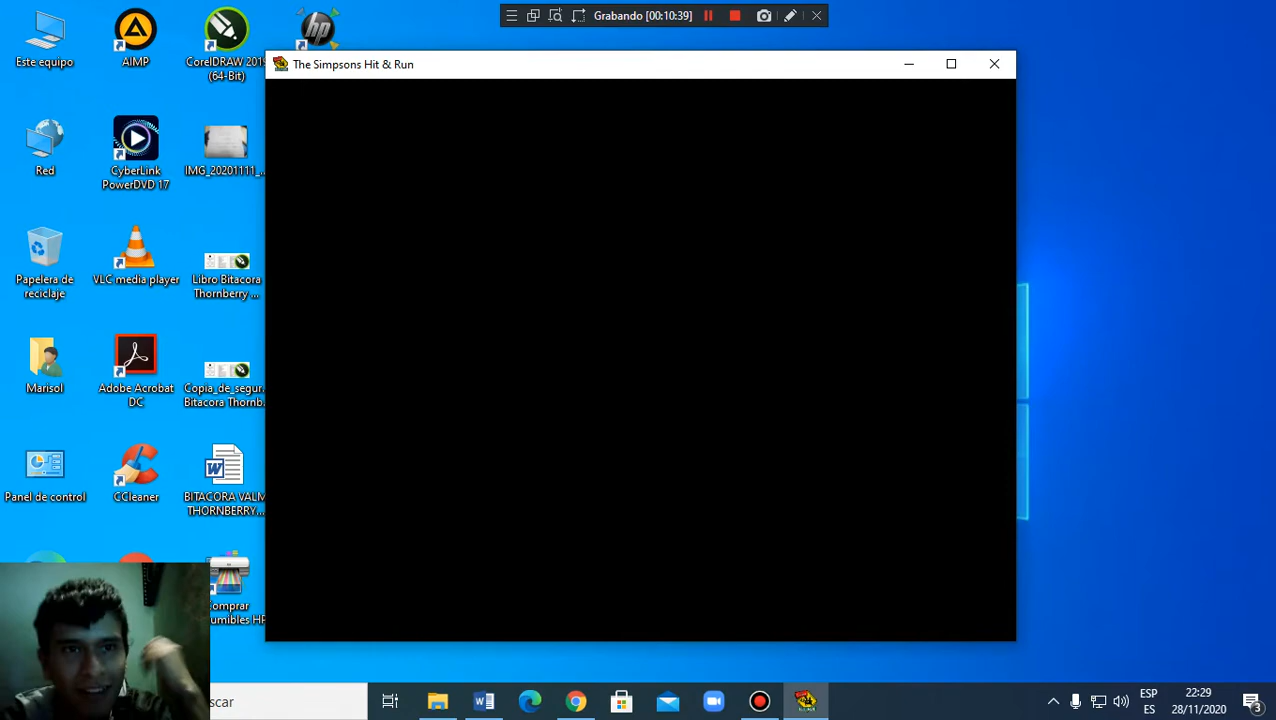 Grabando [00:10:39]
Este equipo
AIMP
CorelDRAW 2019
(64-Bit)
The Simpsons Hit & Run
Red
CyberLink
PowerDVD 17
IMG_20201111_...
Papelera de
reciclaje
VLC media player
Libro Bitacora
Thornberry ...
Marisol
Adobe Acrobat
DC
Copia_de_segur...
Bitacora Thornb...
Panel de control
CCleaner
BITACORA VALM
THORNBERRY...
hp
Comprar
umibles HP
scar
ESP
ES
22:29
28/11/2020
3